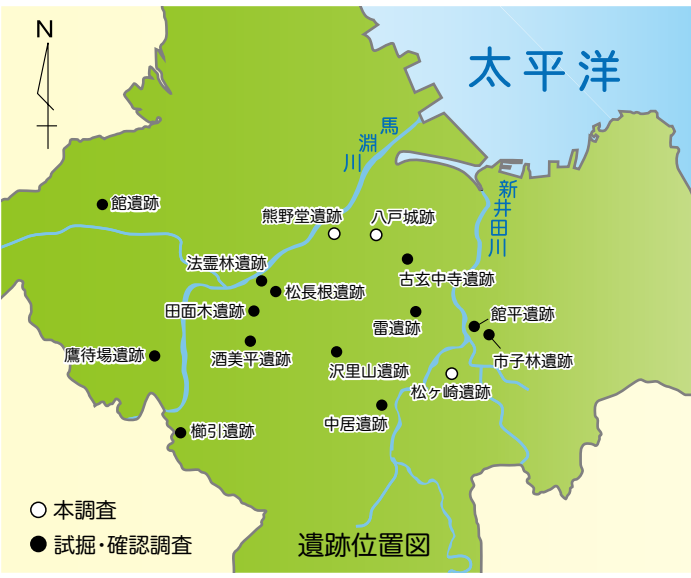 N
太平洋
馬淵川
新井田川
館遺跡
熊野堂遺跡
八戸城跡
法霊林遺跡
古玄中寺遺跡
松長根遺跡
田面木遺跡
雷遺跡
館平遺跡
鷹待場遺跡
酒美平遺跡
沢里山遺跡
市子林遺跡
松ヶ崎遺跡
中居遺跡
櫛引遺跡
本調査
試掘・確認調査
遺跡位置図